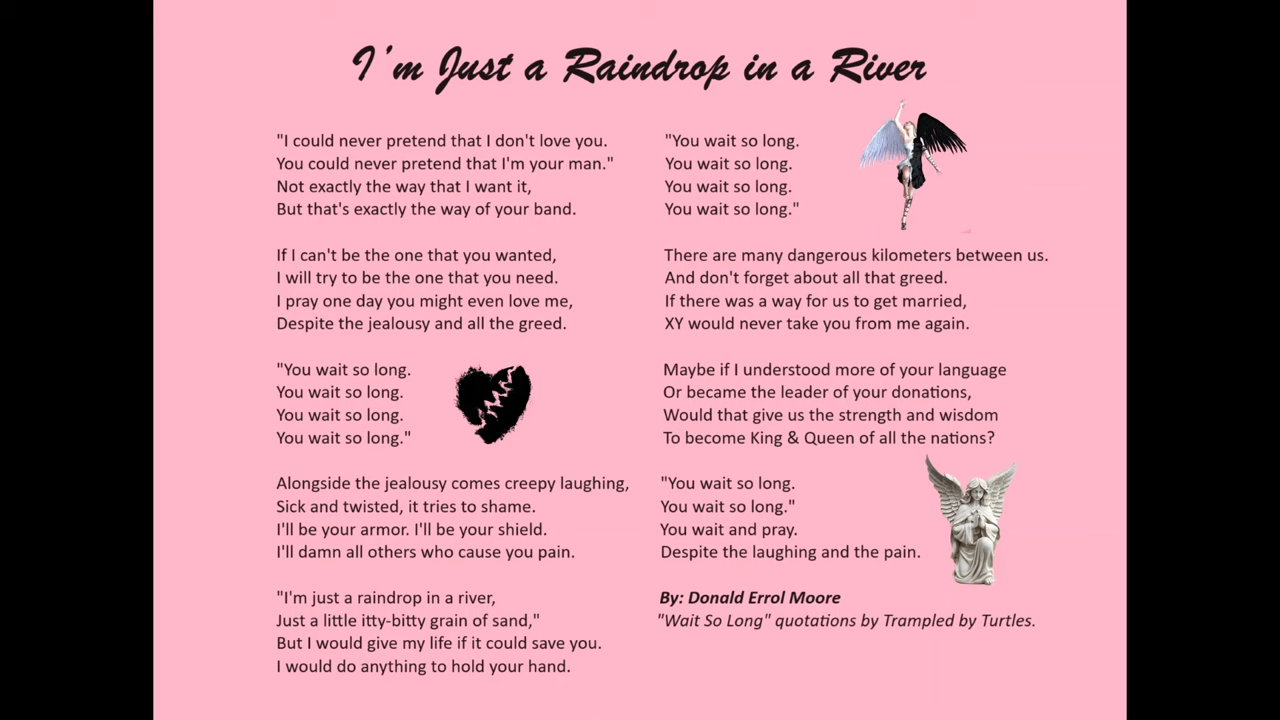 I'm Just a Raindrop in a River
"I could never pretend that I don't love you.
You could never pretend that I'm your man."
Not exactly the way that I want it,
But that's exactly the way of your band.
If I can't be the one that you wanted,
I will try to be the one that you need.
I pray one day you might even love me,
Despite the jealousy and all the greed.
"You wait so long.
You wait so long.
You wait so long.
You wait so long."
Alongside the jealousy comes creepy laughing,
Sick and twisted, it tries to shame.
I'll be your armor. I'll be your shield.
I'll damn all others who cause you pain.
"I'm just a raindrop in a river,
Just a little itty-bitty grain of sand,"
But I would give my life if it could save you.
I would do anything to hold your hand.
"You wait so long.
You wait so long.
You wait so long.
You wait so long."
There are many dangerous kilometers between us.
And don't forget about all that greed.
If there was a way for us to get married,
XY would never take you from me again.
Maybe if I understood more of your language
Or became the leader of your donations,
Would that give us the strength and wisdom
To become King & Queen of all the nations?
"You wait so long.
You wait so long."
You wait and pray.
Despite the laughing and the pain.
By: Donald Errol Moore
"Wait So Long" quotations by Trampled by Turtles.